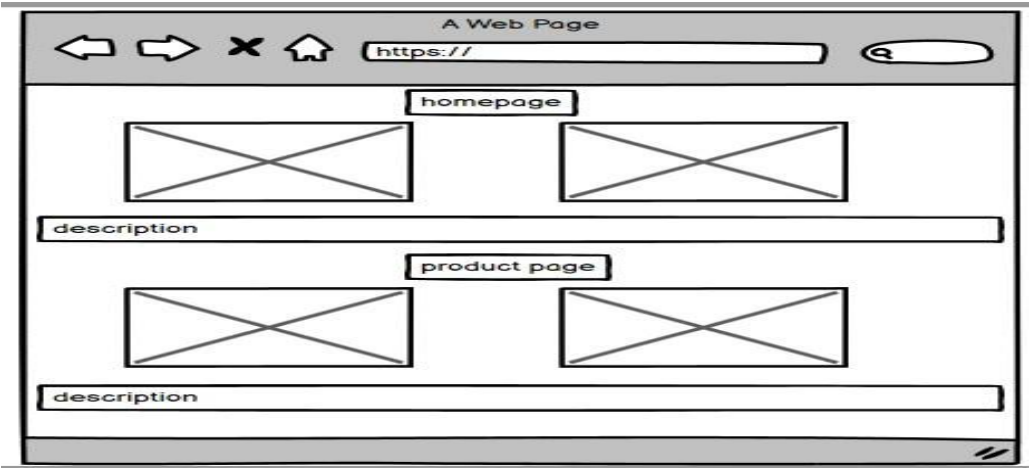 A Web Page
https://
homepage
description
product page
description